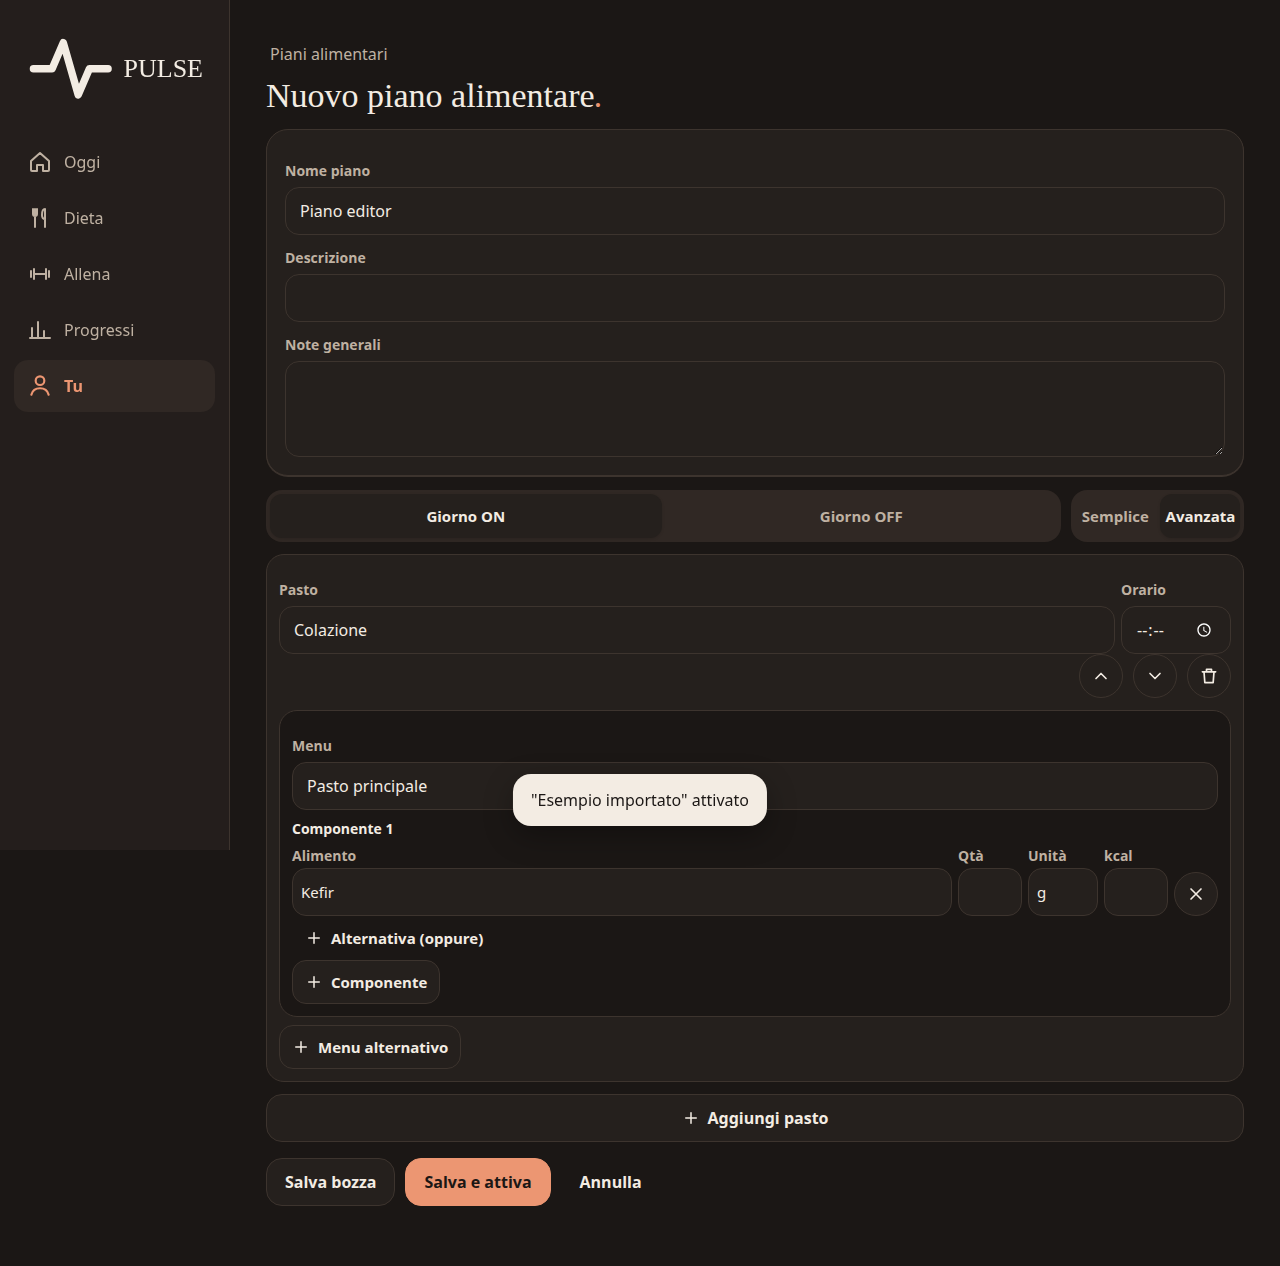 PULSE
Oggi
Dieta
Allena
Progressi
Tu
Piani alimentari
Nuovo piano alimentare.
Nome piano
Piano editor
Descrizione
Note generali
Giorno ON
Giorno OFF
Semplice
Avanzata
Pasto
Orario
Colazione
--:--
Menu
Pasto principale
"Esempio importato" attivato
Componente 1
Alimento
Qtà
Unità
kcal
Kefir
g
Alternativa (oppure)
Componente
Menu alternativo
Aggiungi pasto
Salva bozza
Salva e attiva
Annulla